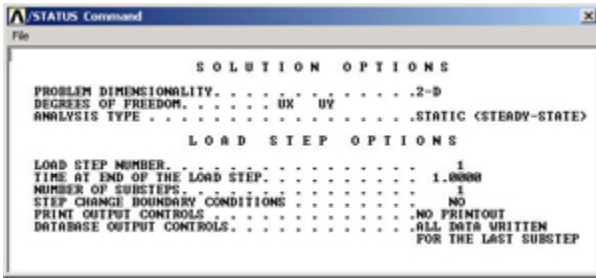 /STATUS Command
File
S O L U T I O N   O P T I O N S
PROBLEM DIMENSIONALITY. . . . . . . . . . . . .2-D
DEGREES OF FREEDOM. . . . . . UX   UY
ANALYSIS TYPE . . . . . . . . . . . . . . . . .STATIC (STEADY-STATE)
L O A D   S T E P   O P T I O N S
LOAD STEP NUMBER. . . . . . . . . . . . . . . . 1
TIME AT END OF THE LOAD STEP. . . . . . . . . . 1.0000
NUMBER OF SUBSTEPS. . . . . . . . . . . . . . . 1
STEP CHANGE BOUNDARY CONDITIONS . . . . . . . . NO
PRINT OUTPUT CONTROLS . . . . . . . . . . . . .NO PRINTOUT
DATABASE OUTPUT CONTROLS. . . . . . . . . . . .ALL DATA WRITTEN
FOR THE LAST SUBSTEP